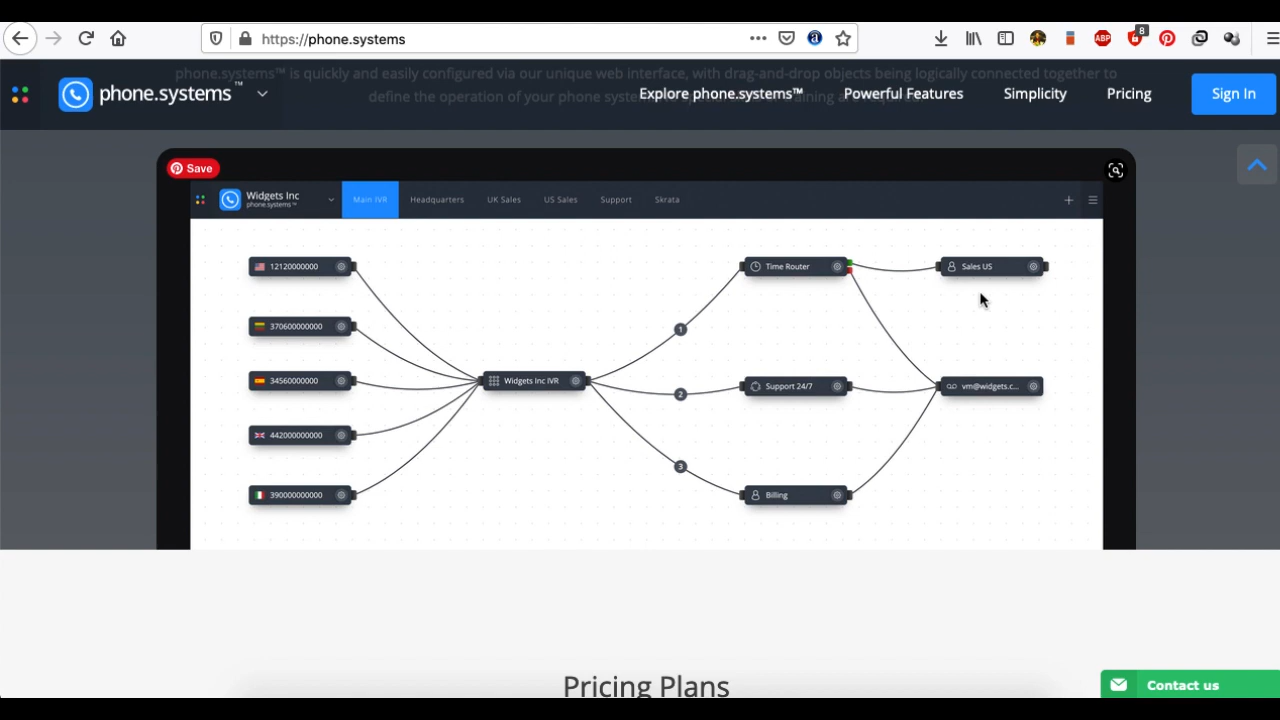 8
https://phone.systems
ABP
phone.systems™ is quickly and easily configured via our unique web interface, with drag-and-drop objects being logically connected together to
phone.systems™
Explore phone.systems™
Powerful Features
Simplicity
Pricing
Sign In
define the operation of your phone
Save
Widgets Inc
phone.systems™
Main IVR
Headquarters
UK Sales
US Sales
Support
Skrata
12120000000
Time Router
Sales US
370600000000
1
34560000000
Widgets Inc IVR
2
Support 24/7
vm@widgets.c...
442000000000
3
390000000000
Billing
Pricing Plans
Contact us